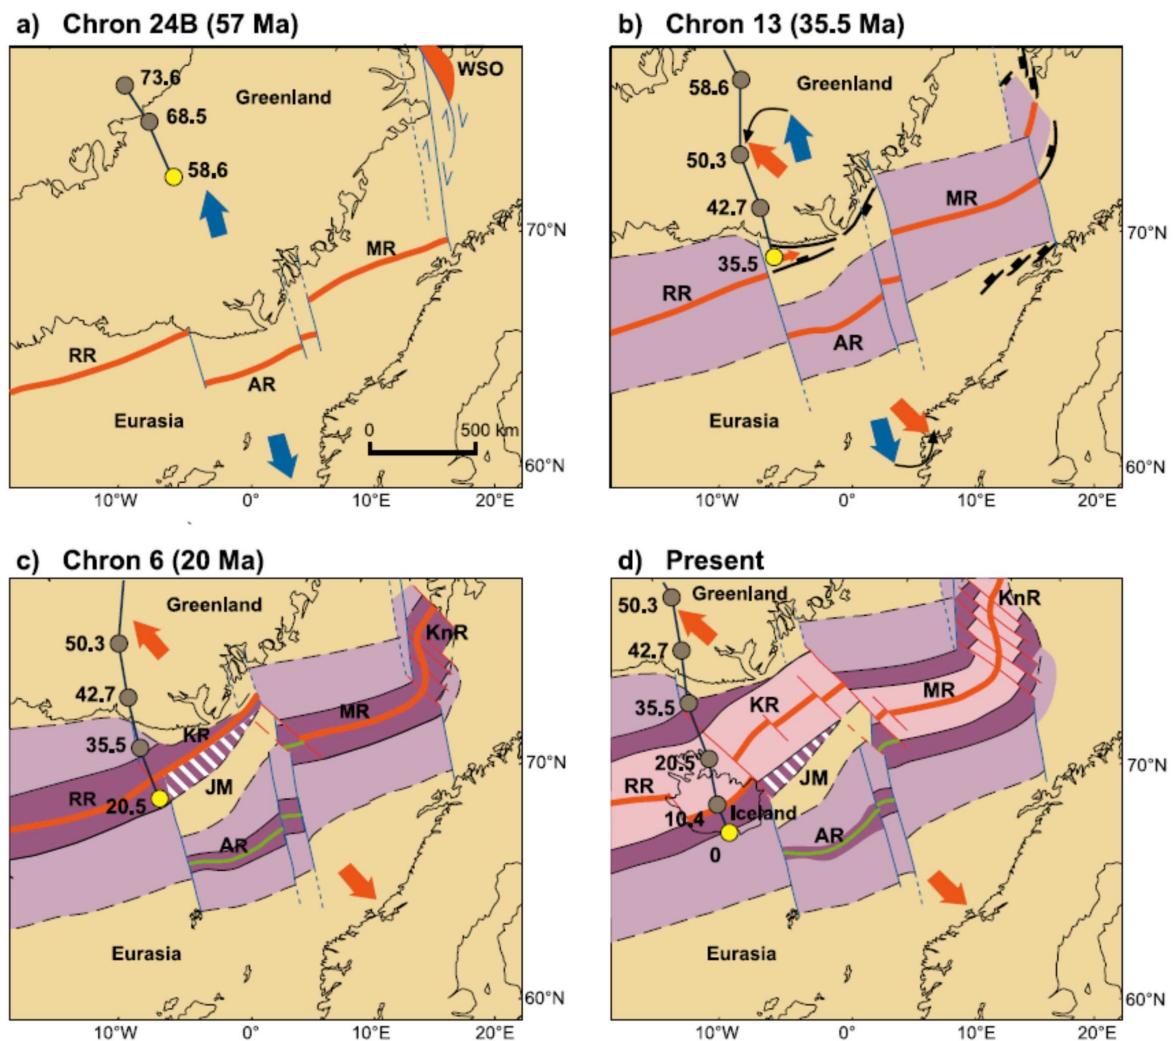 a) Chron 24B (57 Ma)
73.6
68.5
58.6
Greenland
WSO
MR
RR
AR
Eurasia
0 500 km
70°N
60°N
10°W 0° 10°E 20°E
b) Chron 13 (35.5 Ma)
58.6
50.3
42.7
35.5
Greenland
MR
RR
AR
Eurasia
70°N
60°N
10°W 0° 10°E 20°E
c) Chron 6 (20 Ma)
Greenland
50.3
42.7
35.5
20.5
KnR
MR
KR
RR
JM
AR
Eurasia
70°N
60°N
10°W 0° 10°E 20°E
d) Present
50.3
Greenland
KnR
42.7
35.5
KR
MR
20.5
RR
JM
10.4
Iceland
0
AR
Eurasia
70°N
60°N
10°W 0° 10°E 20°E